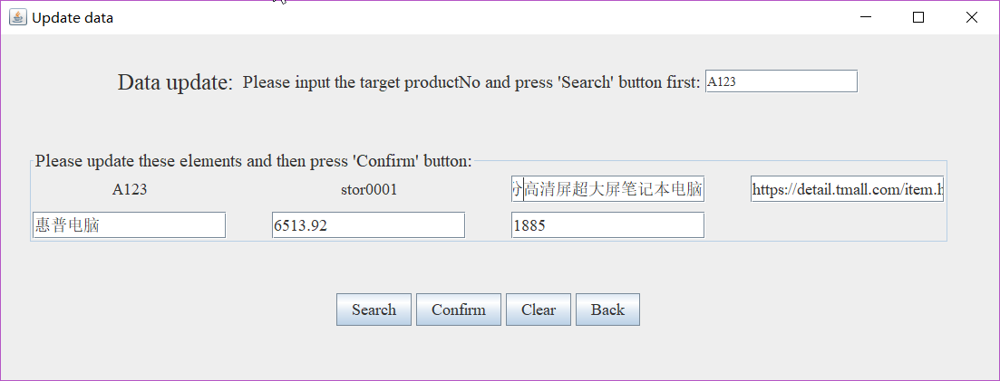 Update data
Data update: Please input the target productNo and press 'Search' button first: A123
Please update these elements and then press 'Confirm' button:
A123 stor0001 高清屏超大屏笔记本电脑 https://detail.tmall.com/item.h
惠普电脑 6513.92 1885
Search Confirm Clear Back